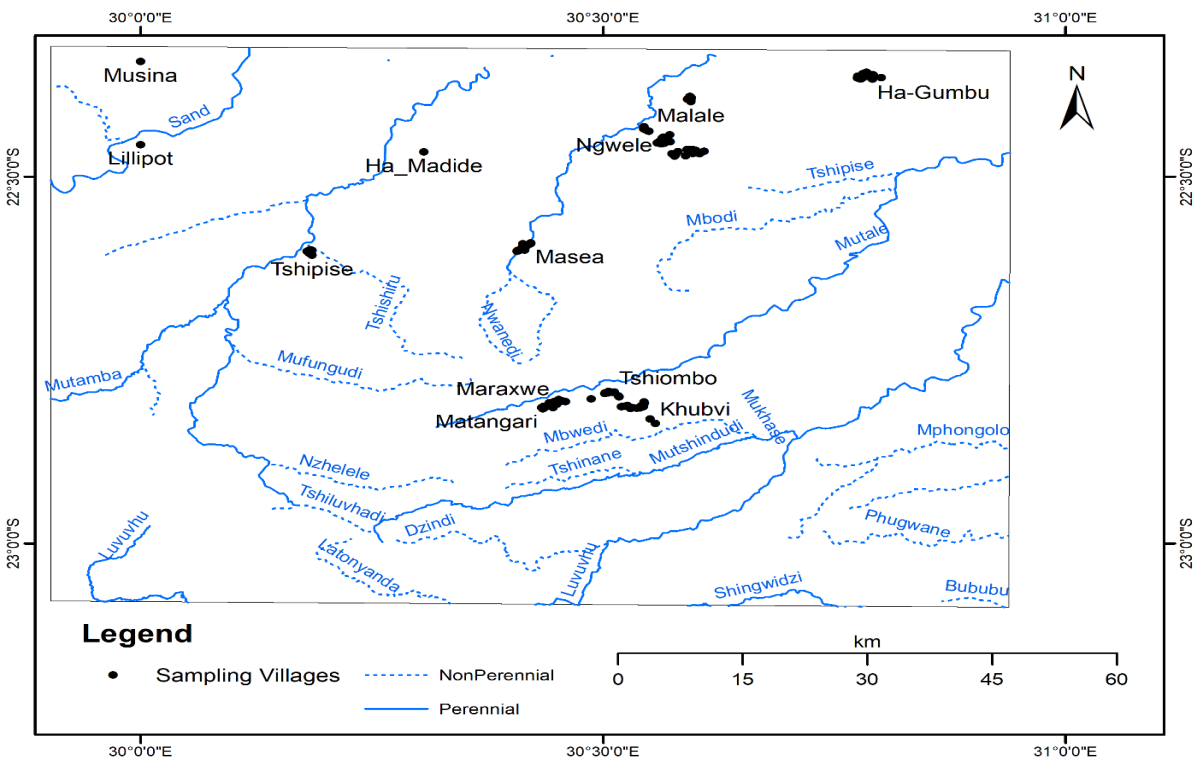 30°0'0"E
30°30'0"E
31°0'0"E
Musina
Ha-Gumbu
N
Malale
Sand
Ngwele
Lillipot
Ha_Madide
22°30'0"S
22°30'0"S
Tshipise
Mbodi
Mutale
Masea
Tshipise
Tshishiru
Nwanedi
Mufungudi
Mutamba
Tshiombo
Maraxwe
Matangari
Khubvi
Mukhase
Mbwedi
Mutshindudi
Mphongolo
Tshinane
Nzhelele
Tshiluvhadi
Dzindi
Phugwane
Luvuvhu
23°0'0"S
23°0'0"S
Latonyanda
Luvuvhu
Shingwidzi
Bububu
Legend
km
Sampling Villages
NonPerennial
0 15 30 45 60
Perennial
30°0'0"E
30°30'0"E
31°0'0"E